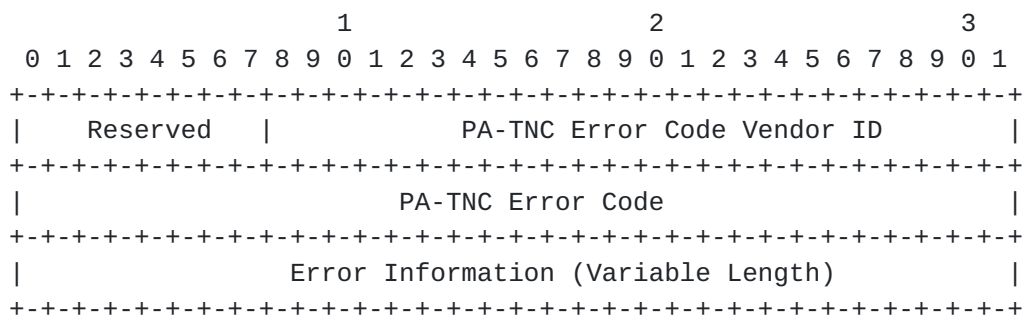 1                   2                   3
 0 1 2 3 4 5 6 7 8 9 0 1 2 3 4 5 6 7 8 9 0 1 2 3 4 5 6 7 8 9 0 1
+-+-+-+-+-+-+-+-+-+-+-+-+-+-+-+-+-+-+-+-+-+-+-+-+-+-+-+-+-+-+-+-+
|    Reserved   |            PA-TNC Error Code Vendor ID        |
+-+-+-+-+-+-+-+-+-+-+-+-+-+-+-+-+-+-+-+-+-+-+-+-+-+-+-+-+-+-+-+-+
|                        PA-TNC Error Code                      |
+-+-+-+-+-+-+-+-+-+-+-+-+-+-+-+-+-+-+-+-+-+-+-+-+-+-+-+-+-+-+-+-+
|                 Error Information (Variable Length)           |
+-+-+-+-+-+-+-+-+-+-+-+-+-+-+-+-+-+-+-+-+-+-+-+-+-+-+-+-+-+-+-+-+